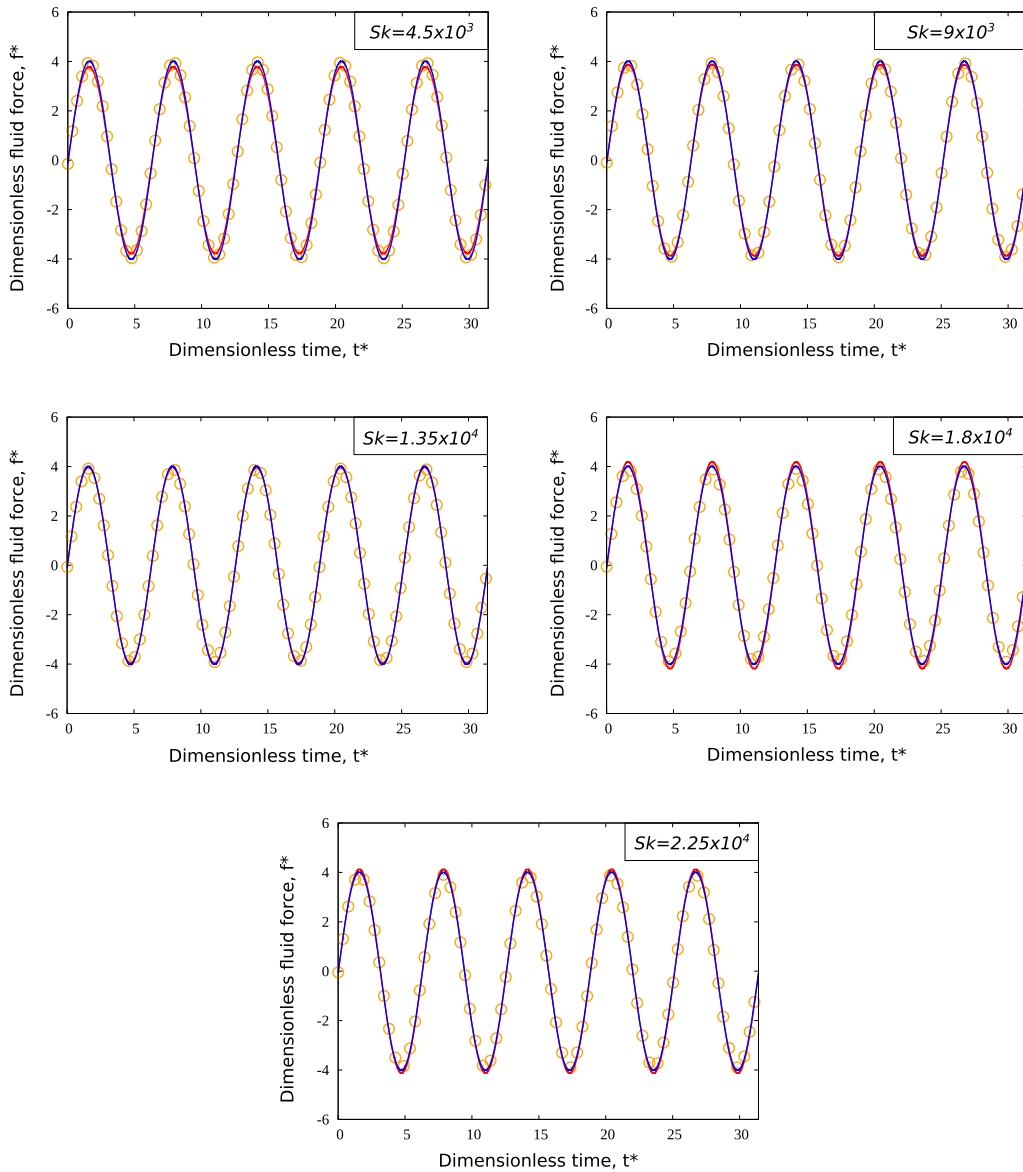 Sk=4.5x10³
Dimensionless fluid force, f*
6
4
2
0
-2
-4
-6
0 5 10 15 20 25 30
Dimensionless time, t*
Sk=9x10³
Dimensionless fluid force, f*
6
4
2
0
-2
-4
-6
0 5 10 15 20 25 30
Dimensionless time, t*
Sk=1.35x10⁴
Dimensionless fluid force, f*
6
4
2
0
-2
-4
-6
0 5 10 15 20 25 30
Dimensionless time, t*
Sk=1.8x10⁴
Dimensionless fluid force, f*
6
4
2
0
-2
-4
-6
0 5 10 15 20 25 30
Dimensionless time, t*
Sk=2.25x10⁴
Dimensionless fluid force, f*
6
4
2
0
-2
-4
-6
0 5 10 15 20 25 30
Dimensionless time, t*